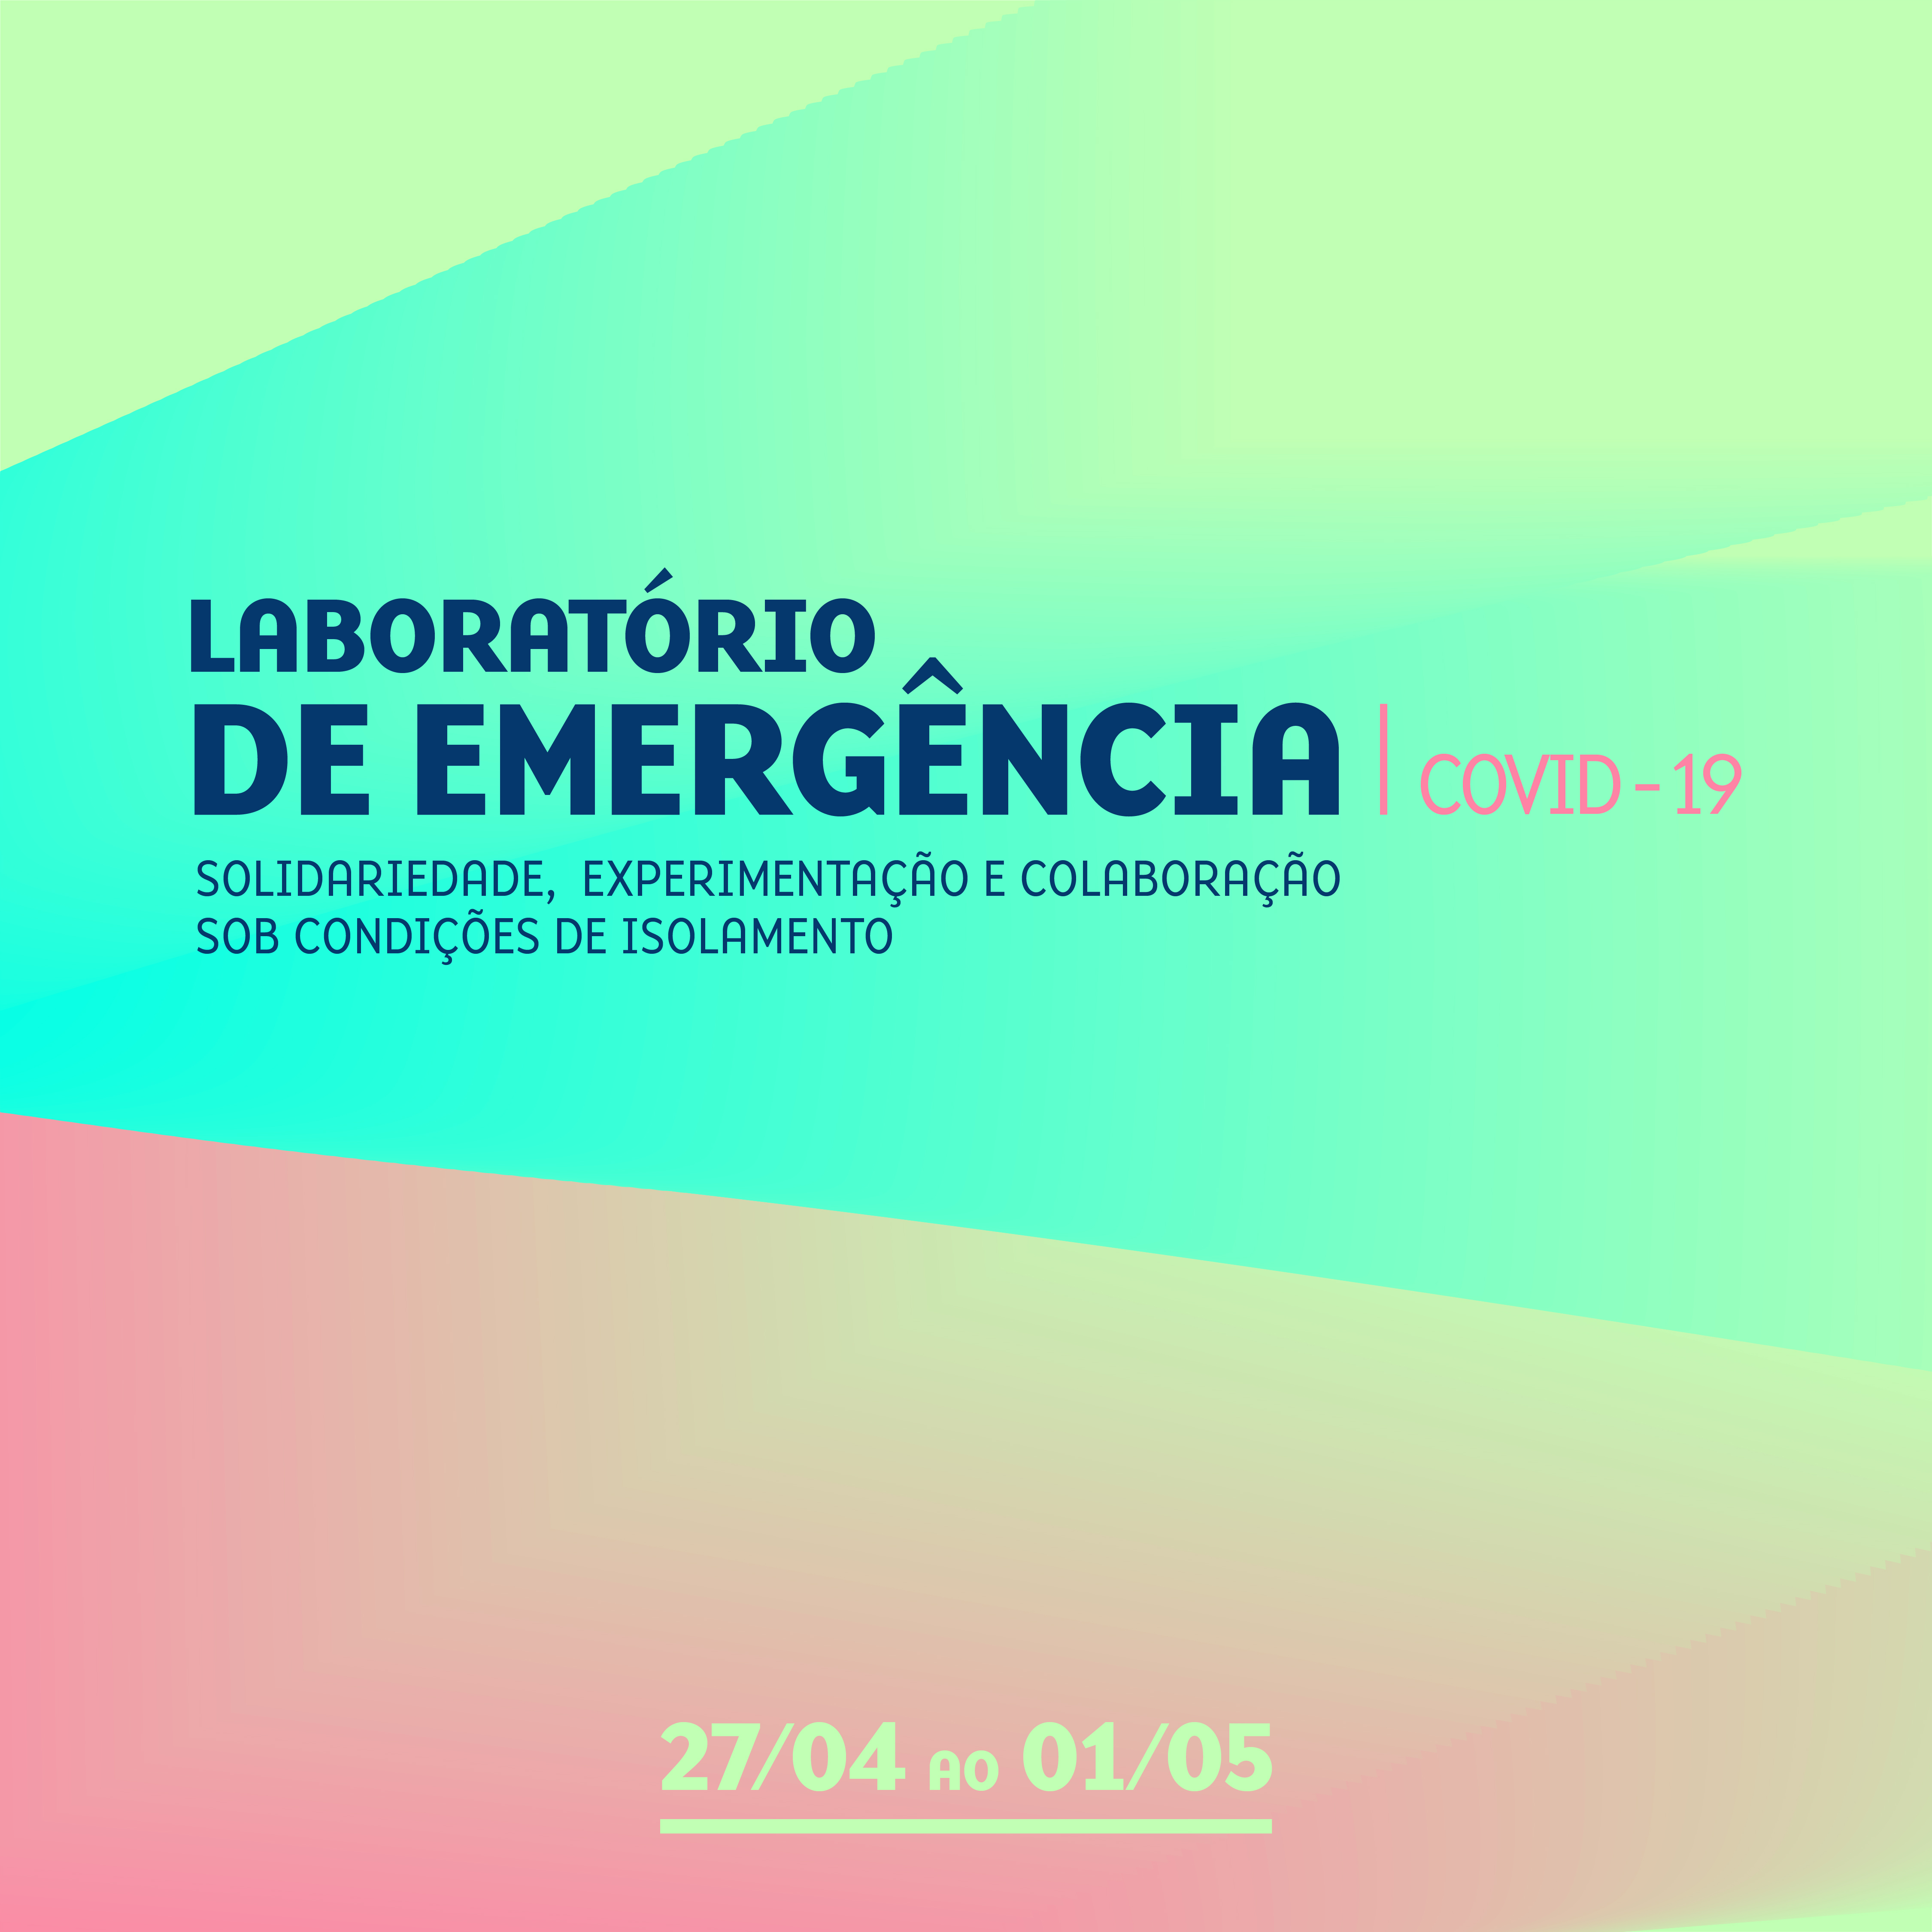 LABORATÓRIO
DE EMERGÊNCIA | COVID-19
SOLIDARIEDADE, EXPERIMENTAÇÃO E COLABORAÇÃO
SOB CONDIÇÕES DE ISOLAMENTO
27/04 AO 01/05